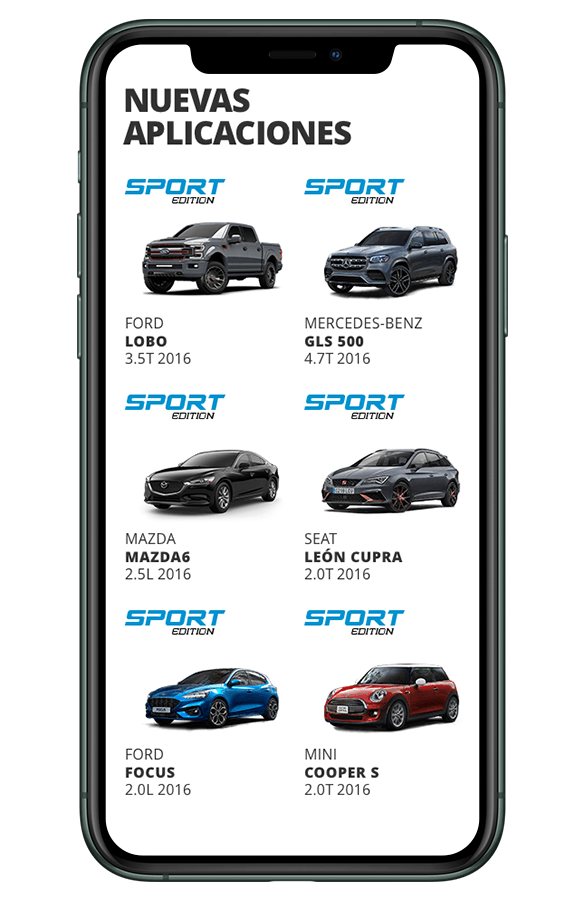 NUEVAS
APLICACIONES
SPORT
EDITION
FORD
LOBO
3.5T 2016
SPORT
EDITION
MERCEDES-BENZ
GLS 500
4.7T 2016
SPORT
EDITION
MAZDA
MAZDA6
2.5L 2016
SPORT
EDITION
SEAT
LEÓN CUPRA
2.0T 2016
SPORT
EDITION
FORD
FOCUS
2.0L 2016
SPORT
EDITION
MINI
COOPER S
2.0T 2016